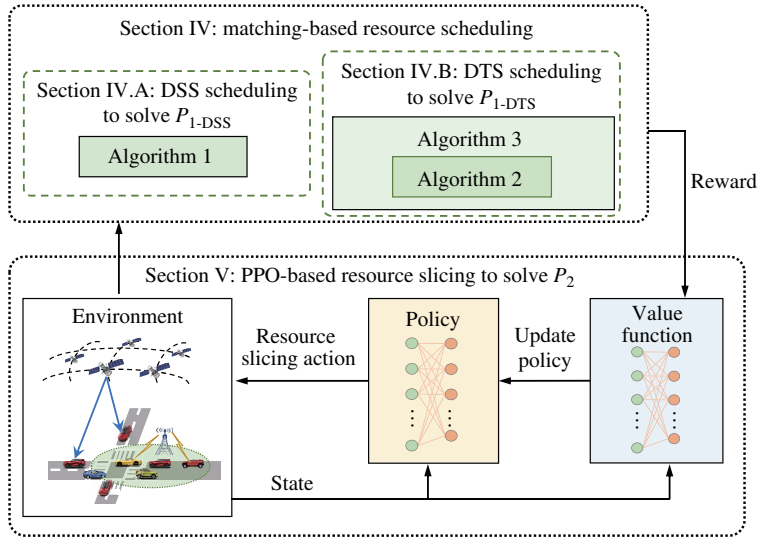 Section IV: matching-based resource scheduling
Section IV.A: DSS scheduling
to solve P1-DSS
Algorithm 1
Section IV.B: DTS scheduling
to solve P1-DTS
Algorithm 3
Algorithm 2
Reward
Section V: PPO-based resource slicing to solve P2
Environment
Resource
slicing action
Policy
Update
policy
Value
function
State